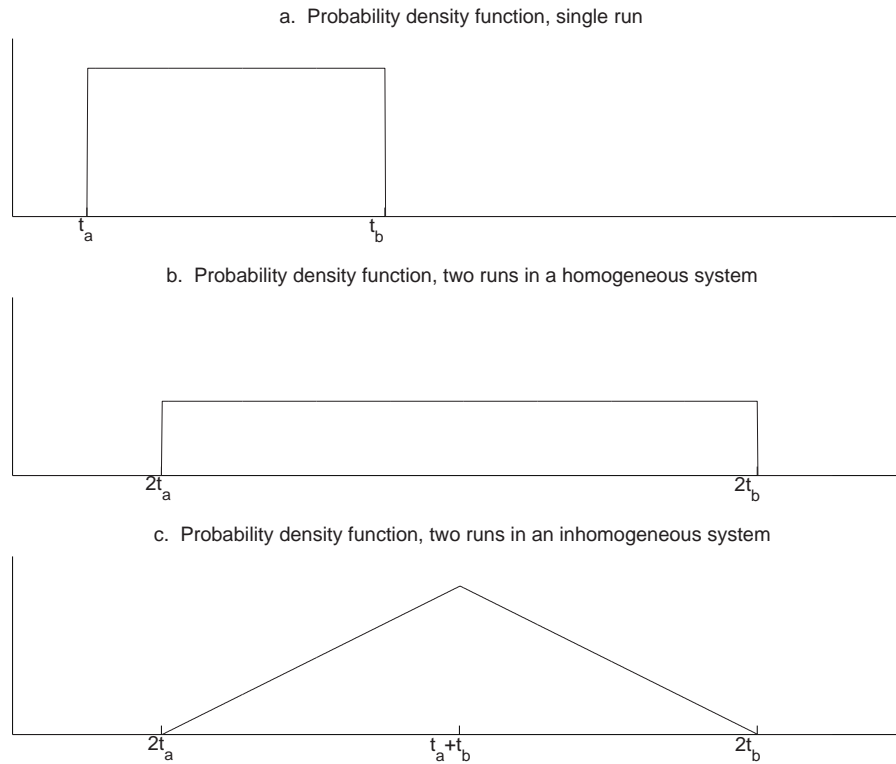 a. Probability density function, single run
t_a t_b
b. Probability density function, two runs in a homogeneous system
2t_a 2t_b
c. Probability density function, two runs in an inhomogeneous system
2t_a t_a+t_b 2t_b